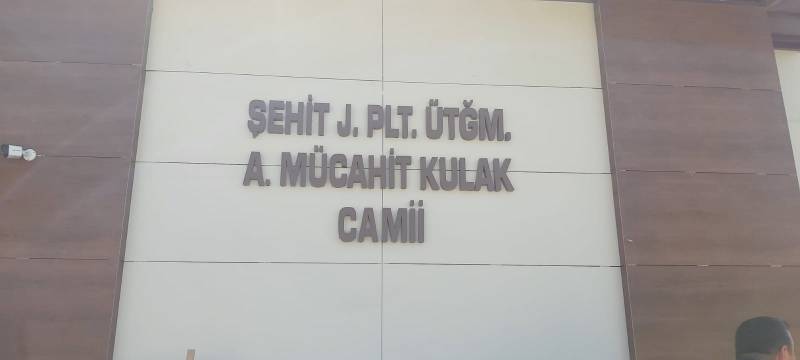 ŞEHİT J. PLT. ÜTĞM.
A. MÜCAHİT KULAK
CAMİİ